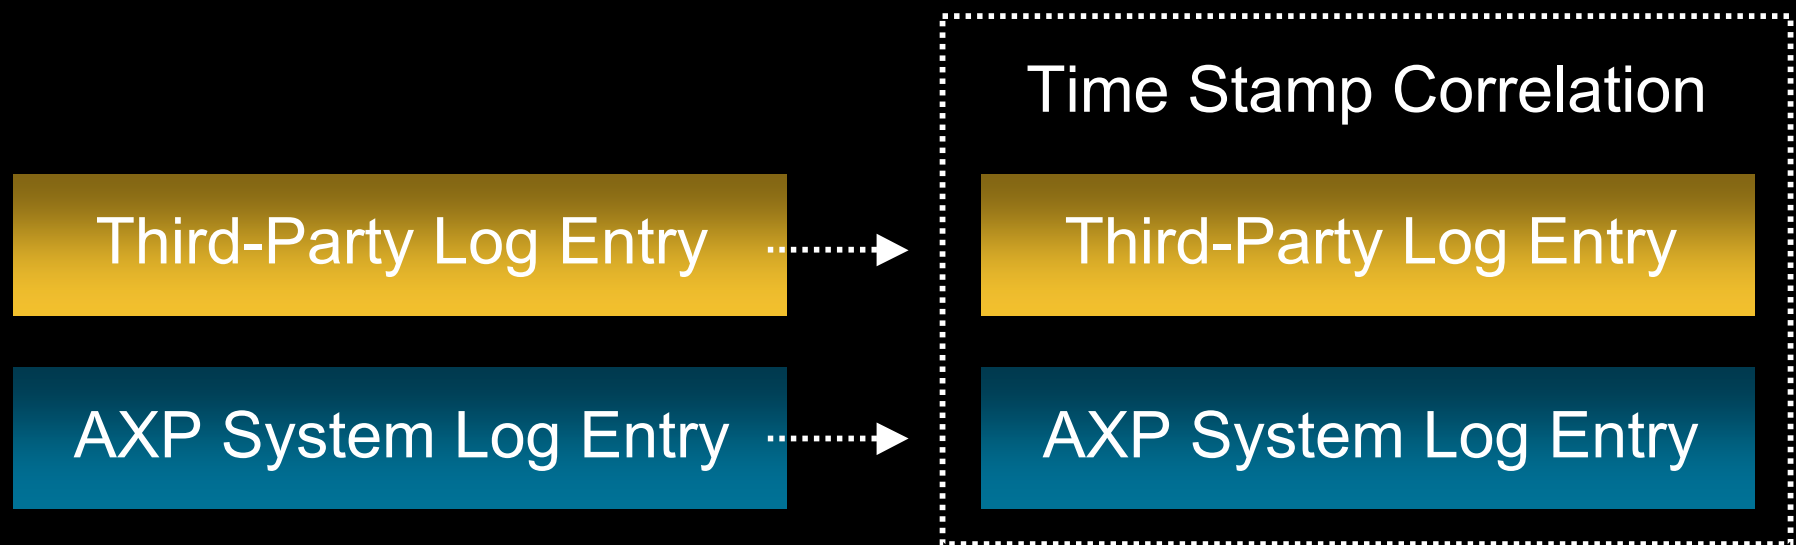 Time Stamp Correlation
Third-Party Log Entry
Third-Party Log Entry
AXP System Log Entry
AXP System Log Entry